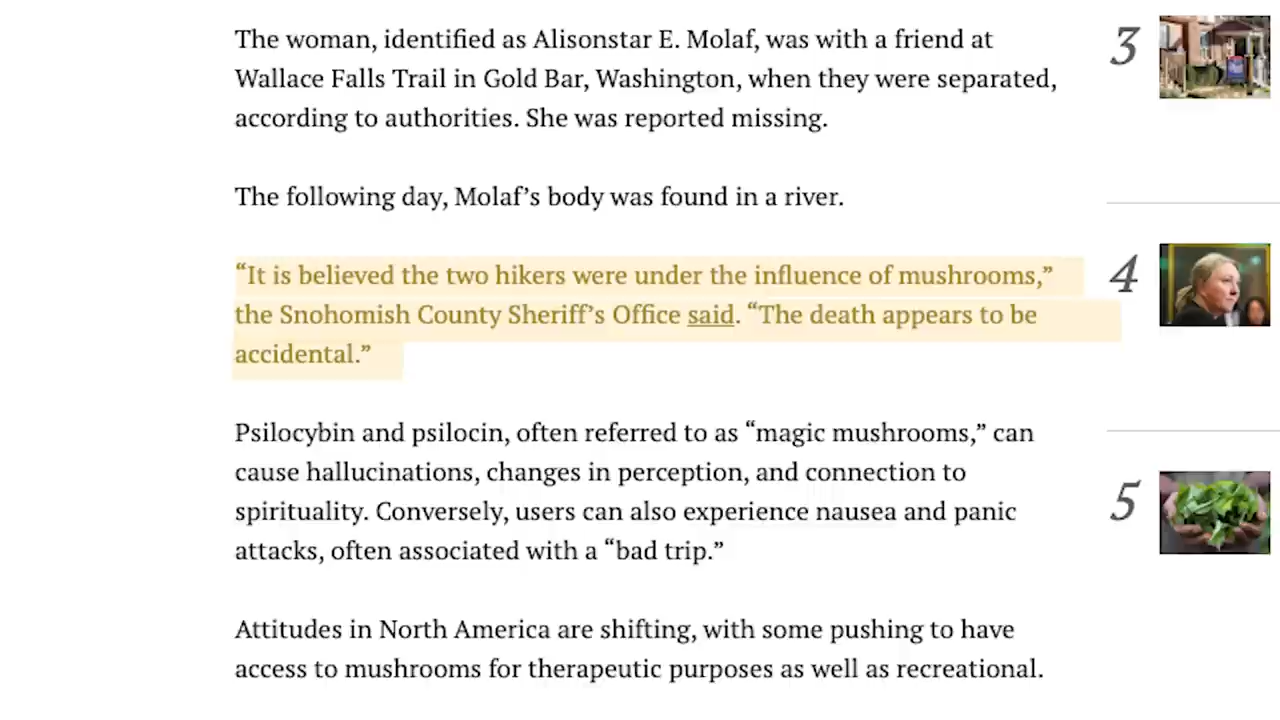 The woman, identified as Alisonstar E. Molaf, was with a friend at
Wallace Falls Trail in Gold Bar, Washington, when they were separated,
according to authorities. She was reported missing.
The following day, Molaf’s body was found in a river.
“It is believed the two hikers were under the influence of mushrooms,”
the Snohomish County Sheriff’s Office said. “The death appears to be
accidental.”
Psilocybin and psilocin, often referred to as “magic mushrooms,” can
cause hallucinations, changes in perception, and connection to
spirituality. Conversely, users can also experience nausea and panic
attacks, often associated with a “bad trip.”
Attitudes in North America are shifting, with some pushing to have
access to mushrooms for therapeutic purposes as well as recreational.
3
4
5